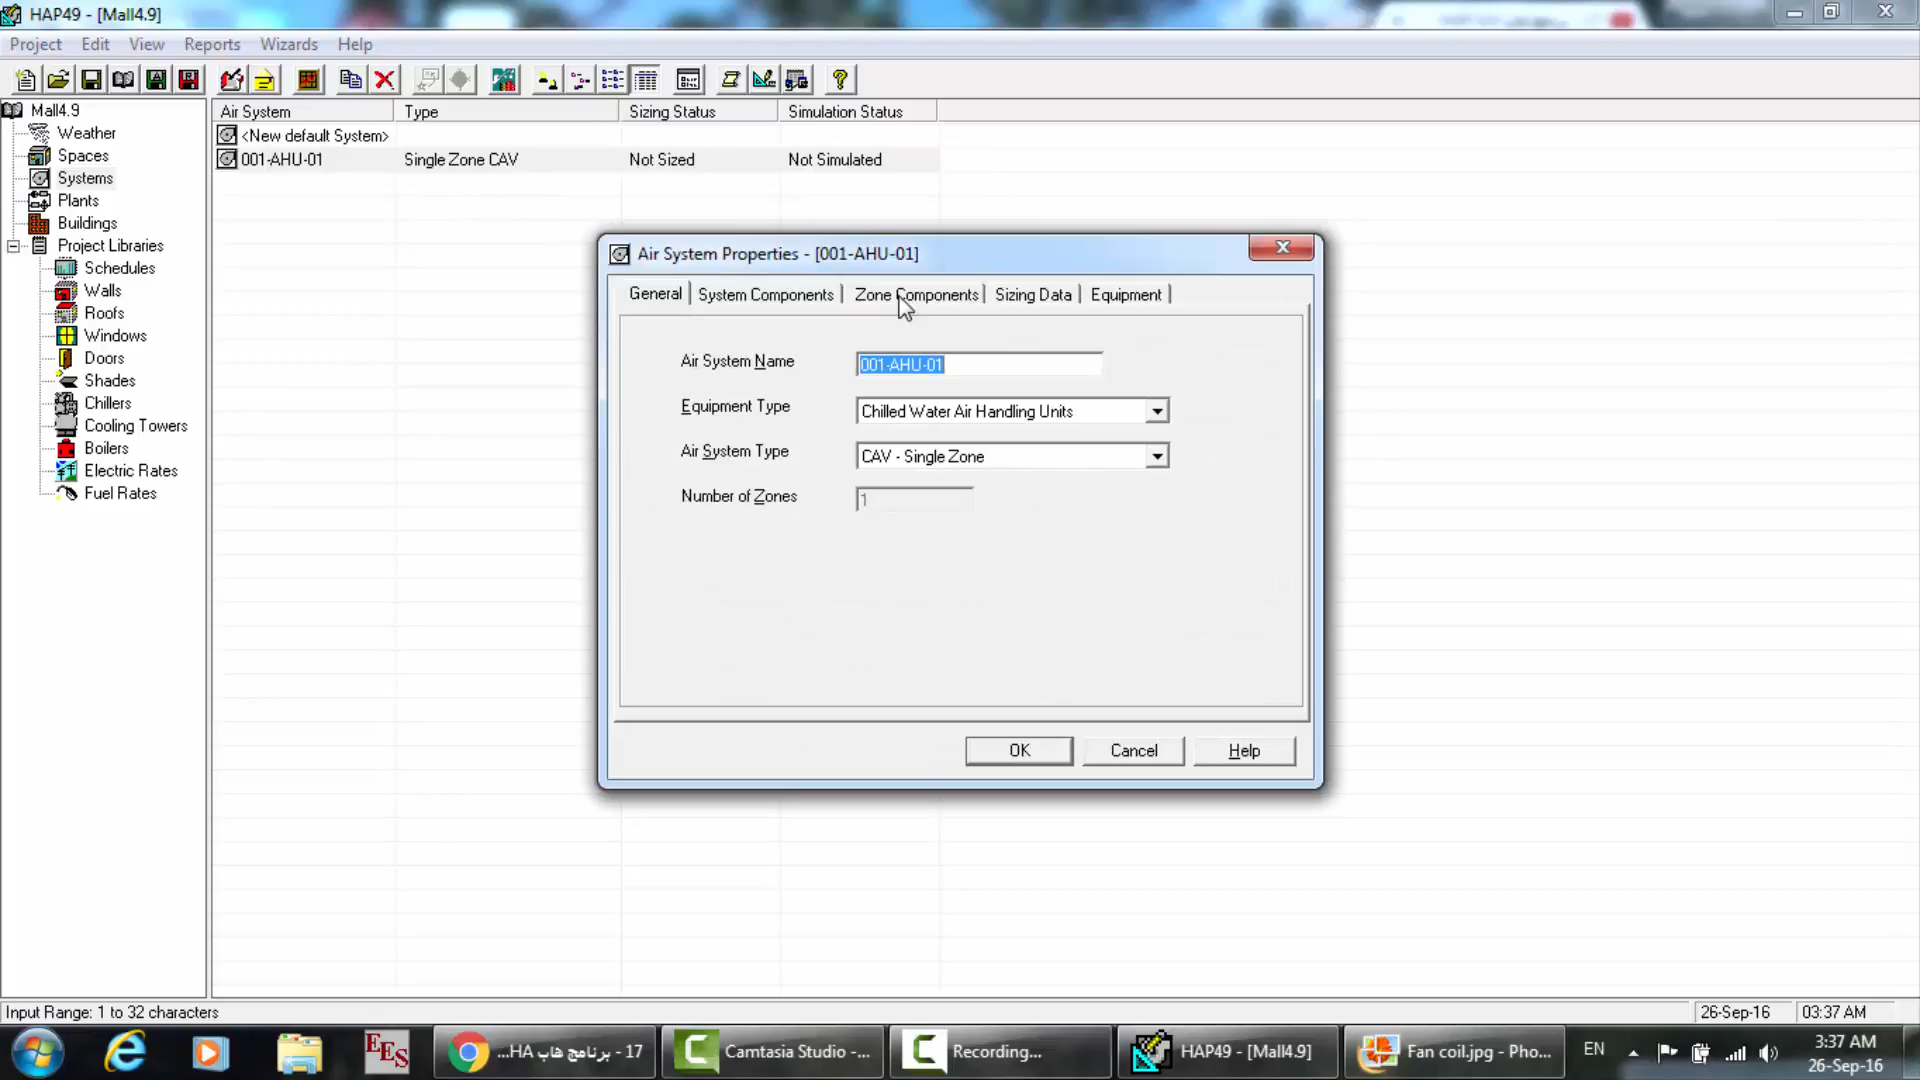 HAP49 - [Mall4.9]
Project Edit View Reports Wizards Help
Mall4.9
Weather
Spaces
Systems
Plants
Buildings
Project Libraries
Schedules
Walls
Roofs
Windows
Doors
Shades
Chillers
Cooling Towers
Boilers
Electric Rates
Fuel Rates
Air System Type Sizing Status Simulation Status
<New default System>
001-AHU-01 Single Zone CAV Not Sized Not Simulated
Air System Properties - [001-AHU-01]
General System Components Zone Components Sizing Data Equipment
Air System Name 001-AHU-01
Equipment Type Chilled Water Air Handling Units
Air System Type CAV - Single Zone
Number of Zones 1
OK Cancel Help
Input Range: 1 to 32 characters 26-Sep-16 03:37 AM
EES
...HA برنامج هاب - 17
Camtasia Studio -...
Recording...
HAP49 - [Mall4.9]
Fan coil.jpg - Pho...
EN
3:37 AM
26-Sep-16